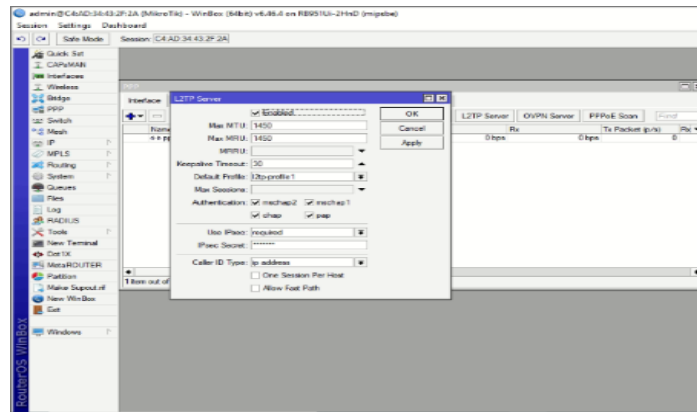 admin@C4:AD:34:43:2F:2A (MikroTik) - WinBox (64bit) v6.46.4 on RB951Ui-2HnD (mipsbe)
Session Settings Dashboard
Safe Mode Session: C4:AD:34:43:2F:2A
Quick Set
CAPsMAN
Interfaces
Wireless
Bridge
PPP
Switch
Mesh
IP
MPLS
Routing
System
Queues
Files
Log
RADIUS
Tools
New Terminal
Dot1X
MetaROUTER
Partition
Make Supout.rif
New WinBox
Exit
Windows
RouterOS WinBox
PPP
Interface
L2TP Server OVPN Server PPPoE Scan Find
Name Rx Tx Packet (p/s)
0 bps 0 bps 0
1 item out of
L2TP Server
Enabled
Max MTU: 1450
Max MRU: 1450
MRRU:
Keepalive Timeout: 30
Default Profile: l2tp-profile1
Max Sessions:
Authentication: mschap2 mschap1
chap pap
Use IPsec: required
IPsec Secret: *******
Caller ID Type: ip address
One Session Per Host
Allow Fast Path
OK
Cancel
Apply